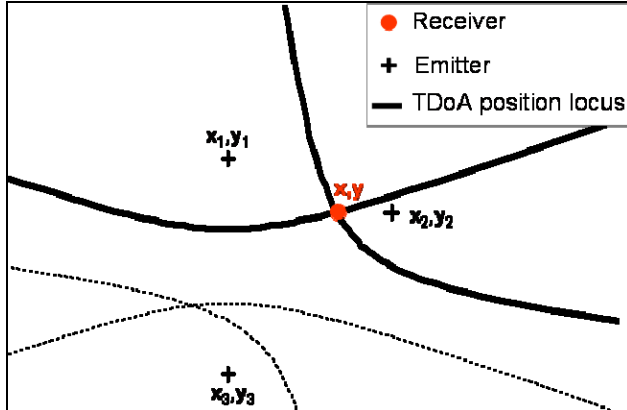 Receiver
Emitter
TDoA position locus
x₁,y₁
x,y
x₂,y₂
x₃,y₃